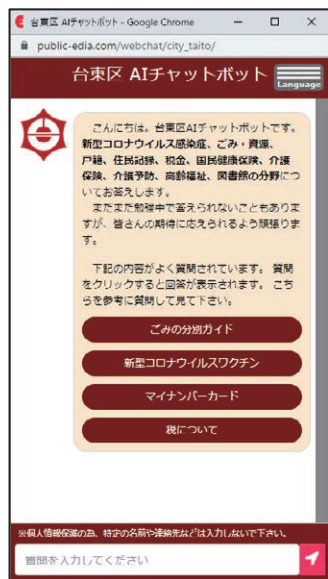 台東区 AIチャットボット - Google Chrome
public-edia.com/webchat/city_taito/
台東区 AIチャットボット
Language
こんにちは。台東区AIチャットボットです。
新型コロナウイルス感染症、ごみ・資源、
戸籍、住民記録、税金、国民健康保険、介護
保険、介護予防、高齢福祉、図書館の分野につ
いてお答えします。
まだまだ勉強中で答えられないこともありま
すが、皆さんの期待に応えられるよう頑張りま
す。
下記の内容がよく質問されています。 質問
をクリックすると回答が表示されます。 こち
らを参考に質問して見て下さい。
ごみの分別ガイド
新型コロナウイルスワクチン
マイナンバーカード
税について
※個人情報保護の為、特定の名前や連絡先などは入力しないで下さい。
質問を入力してください